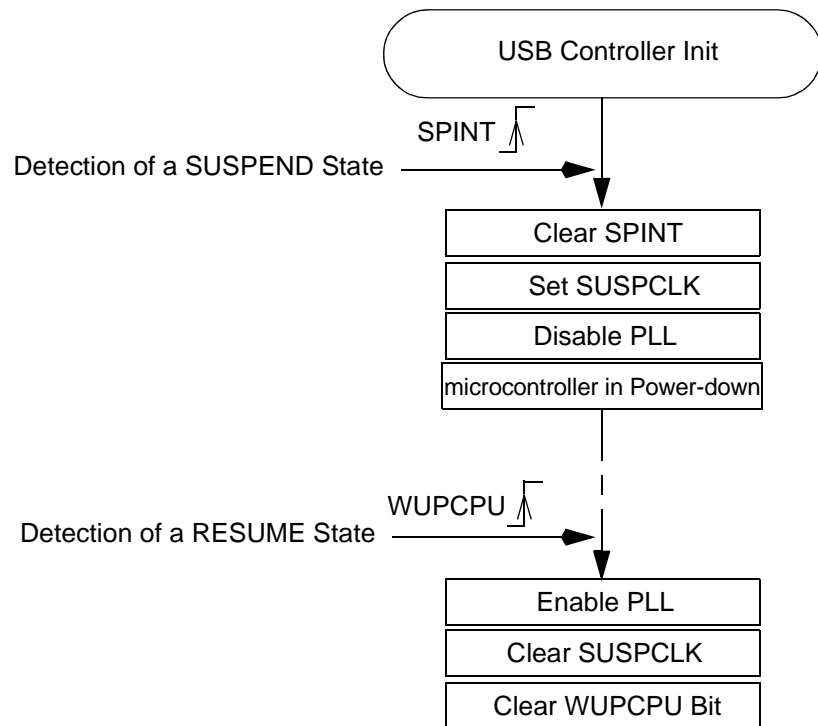 USB Controller Init
SPINT
Detection of a SUSPEND State
Clear SPINT
Set SUSPCLK
Disable PLL
microcontroller in Power-down
WUPCPU
Detection of a RESUME State
Enable PLL
Clear SUSPCLK
Clear WUPCPU Bit